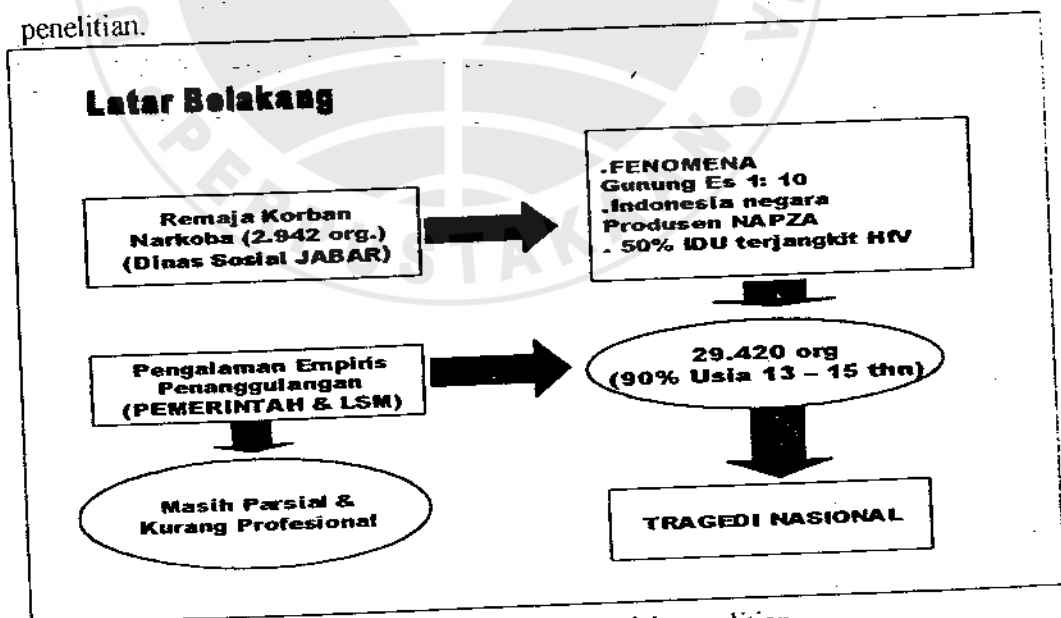 penelitian.
Latar Belakang
Remaja Korban
Narkoba (2.942 org.)
(Dinas Sosial JABAR)
.FENOMENA
Gunung Es 1: 10
.Indonesia negara
Produsen NAPZA
. 50% IDU terjangkit HIV
Pengalaman Empiris
Penanggulangan
(PEMERINTAH & LSM)
29.420 org
(90% Usia 13 – 15 thn)
Masih Parsial &
Kurang Profesional
TRAGEDI NASIONAL